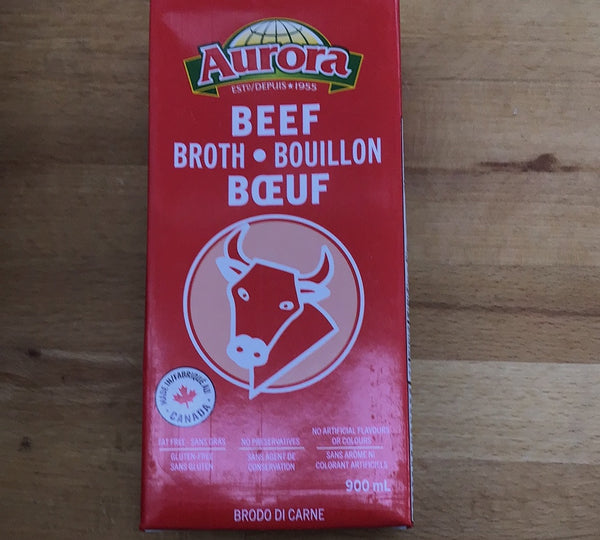 Aurora
ESTD/DEPUIS ★ 1955
BEEF
BROTH • BOUILLON
BŒUF
MADE IN/FABRIQUÉ AU
CANADA
FAT FREE - SANS GRAS
GLUTEN-FREE
SANS GLUTEN
NO PRESERVATIVES
SANS AGENT DE
CONSERVATION
NO ARTIFICIAL FLAVOURS
OR COLOURS
SANS ARÔME NI
COLORANT ARTIFICIELS
900 mL
BRODO DI CARNE